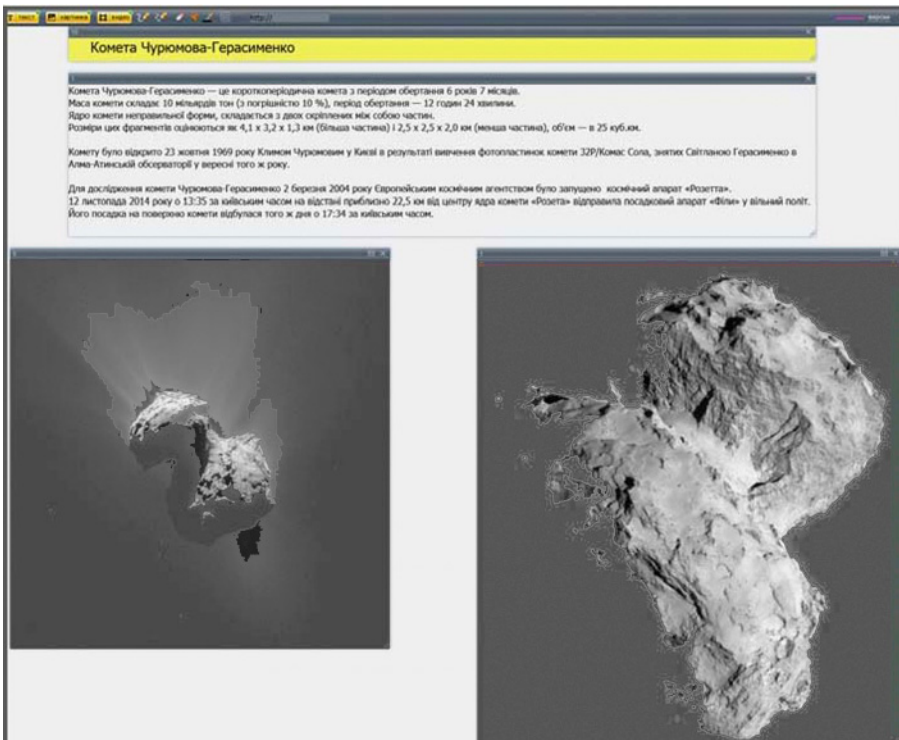 текст картинка видео http://
Комета Чурюмова-Герасименко
Комета Чурюмова-Герасименко — це короткоперіодична комета з періодом обертання 6 років 7 місяців.
Маса комети складає 10 мільярдів тон (з погрішністю 10 %), період обертання — 12 годин 24 хвилини.
Ядро комети неправильної форми, складається з двох скріплених між собою частин.
Розміри цих фрагментів оцінюються як 4,1 x 3,2 x 1,3 км (більша частина) і 2,5 x 2,5 x 2,0 км (менша частина), об'єм — в 25 куб.км.
Комету було відкрито 23 жовтня 1969 року Климом Чурюмовим у Києві в результаті вивчення фотопластинок комети 32P/Комас Сола, знятих Світланою Герасименко в
Алма-Атинській обсерваторії у вересні того ж року.
Для дослідження комети Чурюмова-Герасименко 2 березня 2004 року Європейським космічним агентством було запущено космічний апарат «Розетта».
12 листопада 2014 року о 13:35 за київським часом на відстані приблизно 22,5 км від центру ядра комети «Розета» відправила посадковий апарат «Філи» у вільний політ.
Його посадка на поверхню комети відбулася того ж дня о 17:34 за київським часом.